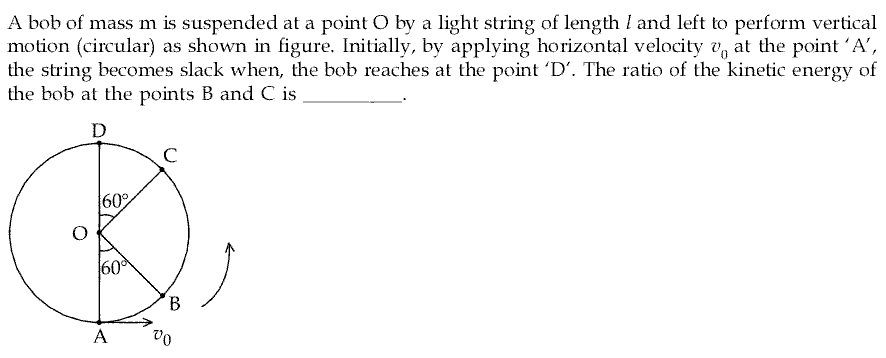 A bob of mass m is suspended at a point O by a light string of length l and left to perform vertical
motion (circular) as shown in figure. Initially, by applying horizontal velocity v₀ at the point ‘A’,
the string becomes slack when, the bob reaches at the point ‘D’. The ratio of the kinetic energy of
the bob at the points B and C is __________.
D
C
60°
O
60°
B
A
v₀